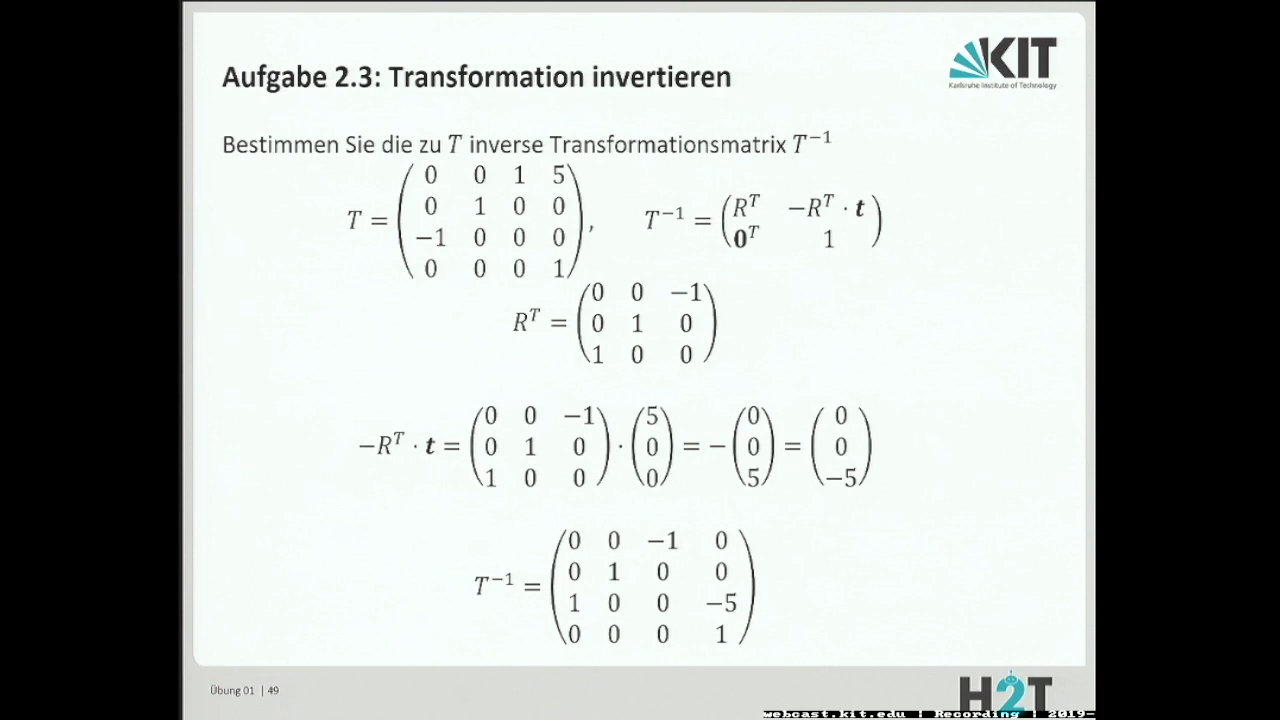 Aufgabe 2.3: Transformation invertieren
KIT
Karlsruhe Institute of Technology
Bestimmen Sie die zu T inverse Transformationsmatrix T⁻¹
T = ( 0 0 1 5
0 1 0 0
−1 0 0 0
0 0 0 1 ),
T⁻¹ = ( Rᵀ −Rᵀ · t
0ᵀ 1 )
Rᵀ = ( 0 0 −1
0 1 0
1 0 0 )
−Rᵀ · t = ( 0 0 −1
0 1 0
1 0 0 ) · ( 5
0
0 ) = − ( 0
0
5 ) = ( 0
0
−5 )
T⁻¹ = ( 0 0 −1 0
0 1 0 0
1 0 0 −5
0 0 0 1 )
Übung 01 | 49
H2T
webcast.kit.edu | Recording | 2019-